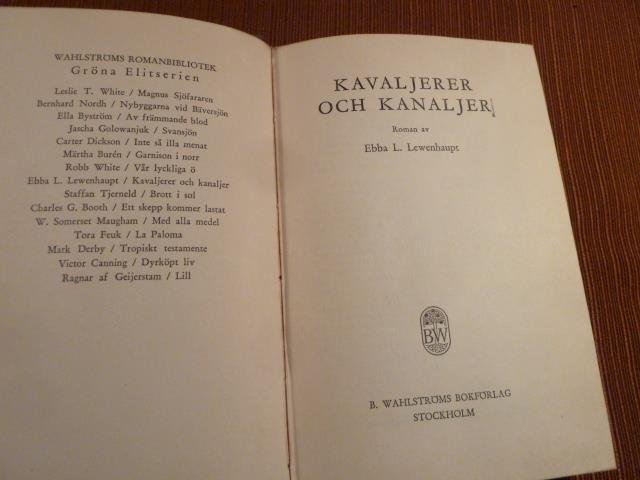 WAHLSTRÖMS ROMANBIBLIOTEK
Gröna Elitserien
Leslie T. White / Magnus Sjöfararen
Bernhard Nordh / Nybyggarna vid Bäversjön
Ella Byström / Av främmande blod
Jascha Golowanjuk / Svansjön
Carter Dickson / Inte så illa menat
Märtha Burén / Garnison i norr
Robb White / Vår lyckliga ö
Ebba L. Lewenhaupt / Kavaljerer och kanaljer
Staffan Tjerneld / Brott i sol
Charles G. Booth / Ett skepp kommer lastat
W. Somerset Maugham / Med alla medel
Tora Feuk / La Paloma
Mark Derby / Tropiskt testamente
Victor Canning / Dyrköpt liv
Ragnar af Geijerstam / Lill
KAVALJERER
OCH KANALJER
Roman av
Ebba L. Lewenhaupt
BW
B. WAHLSTRÖMS BOKFÖRLAG
STOCKHOLM